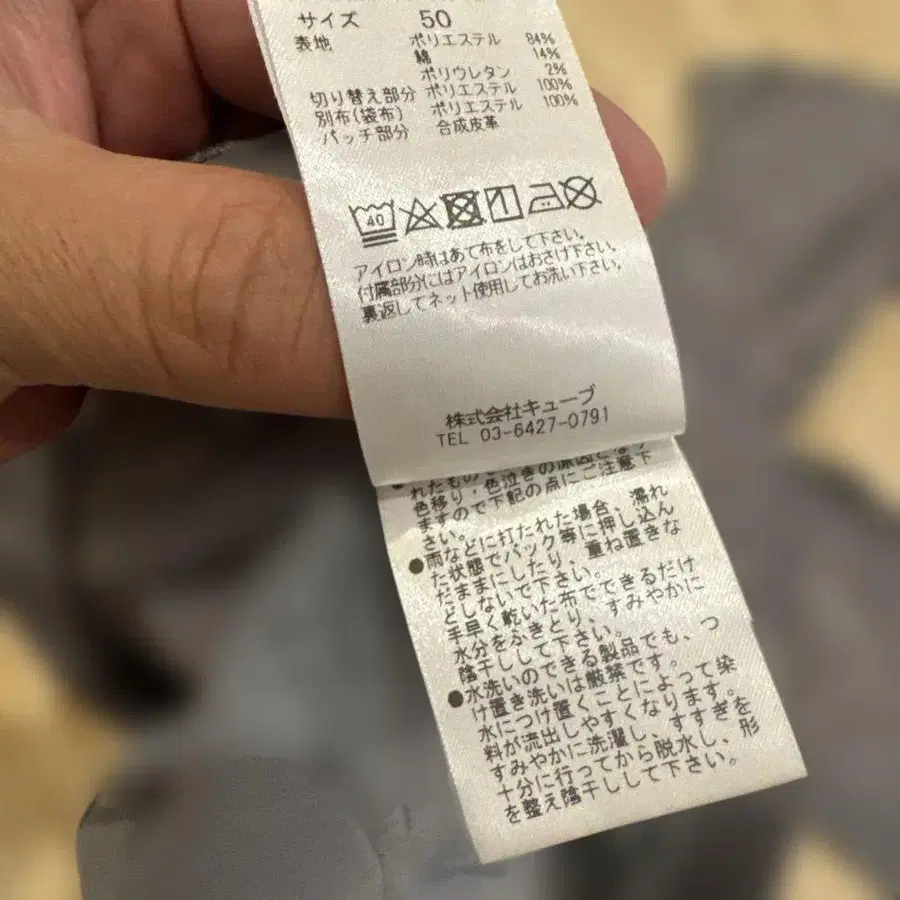 サイズ 50
表地 ポリエステル 84%
綿 14%
ポリウレタン 2%
切り替え部分 ポリエステル 100%
別布(袋布) ポリエステル 100%
パッチ部分 合成皮革
40
アイロン時はあて布をして下さい。
付属部分にはアイロンはおさけ下さい。
裏返してネット使用してお洗い下さい。
株式会社キューブ
TEL 03-6427-0791
色移り・色泣きの原因となり
ますので下記の点にご注意下
さい。
●雨などに打たれた場合、濡れ
た状態でバック等に押し込ん
だままにしたり、重ね置きな
どしないで下さい。
手早く乾いた布でできるだけ
水分をふきとり、すみやかに
陰干しして下さい。
●水洗いのできる製品でも、つ
け置き洗いは厳禁です。
水につけ置くことによって染
料が流出しやすくなります。
すみやかに洗濯し、すすぎを
十分に行ってから脱水し、形
を整え陰干しして下さい。